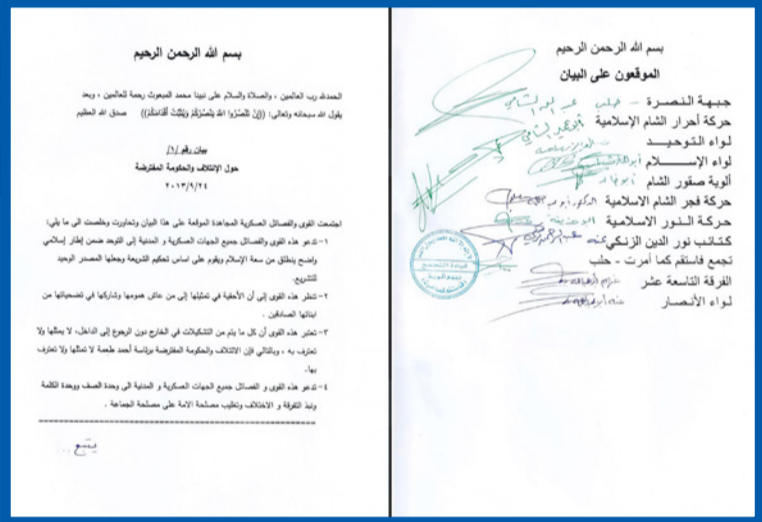 بسم الله الرحمن الرحيم
الحمدلله رب العالمين ، والصلاة والسلام على نبينا محمد المبعوث رحمة للعالمين ، وبعد
يقول الله سبحانه وتعالى: ((إِنْ تَنْصُرُوا اللهَ يَنْصُرْكُمْ وَيُثَبِّتْ أَقْدَامَكُمْ)) صدق الله العظيم
بيان رقم /١/
حول الإئتلاف والحكومة المفترضة
٢٠١٣/٩/٢٤
اجتمعت القوى والفصائل العسكرية المجاهدة الموقعة على هذا البيان وتحاورت وخلصت الى ما يلي:
١- تدعو هذه القوى والفصائل جميع الجهات العسكرية و المدنية إلى التوحد ضمن إطار إسلامي
واضح ينطلق من سعة الإسلام ويقوم على اساس تحكيم الشريعة وجعلها المصدر الوحيد
للتشريع.
٢- تنظر هذه القوى إلى أن الأحقية في تمثيلها إلى من عاش همومها وشاركها في تضحياتها من
ابنائها الصادقين .
٣- تعتبر هذه القوى أن كل ما يتم من التشكيلات في الخارج دون الرجوع إلى الداخل، لا يمثلها ولا
تعترف به ، وبالتالي فإن الائتلاف والحكومة المفترضة برئاسة أحمد طعمة لا تمثلها ولا تعترف
بها.
٤- تدعو هذه القوى و الفصائل جميع الجهات العسكرية و المدنية الى وحدة الصف ووحدة الكلمة
ونبذ التفرقة و الاختلاف وتغليب مصلحة الامة على مصلحة الجماعة .
يتبع...
بسم الله الرحمن الرحيم
الموقعون على البيان
جبهة النصرة - حلب
حركة أحرار الشام الإسلامية
لواء التوحيد
لواء الإسلام
ألوية صقور الشام
حركة فجر الشام الاسلامية
حركة النور الاسلامية
كتائب نور الدين الزنكي
تجمع فاستقم كما أمرت - حلب
الفرقة التاسعة عشر
لواء الأنصار